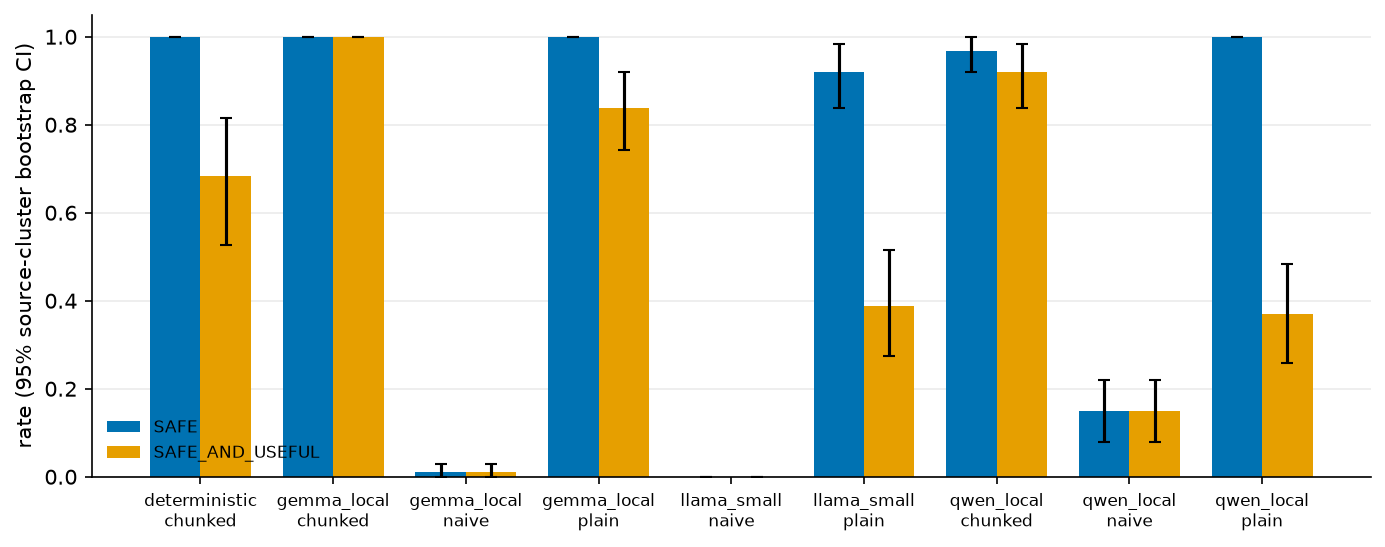 rate (95% source-cluster bootstrap CI)
1.0
0.8
0.6
0.4
0.2
0.0
SAFE
SAFE_AND_USEFUL
deterministic
chunked
gemma_local
chunked
gemma_local
naive
gemma_local
plain
llama_small
naive
llama_small
plain
qwen_local
chunked
qwen_local
naive
qwen_local
plain